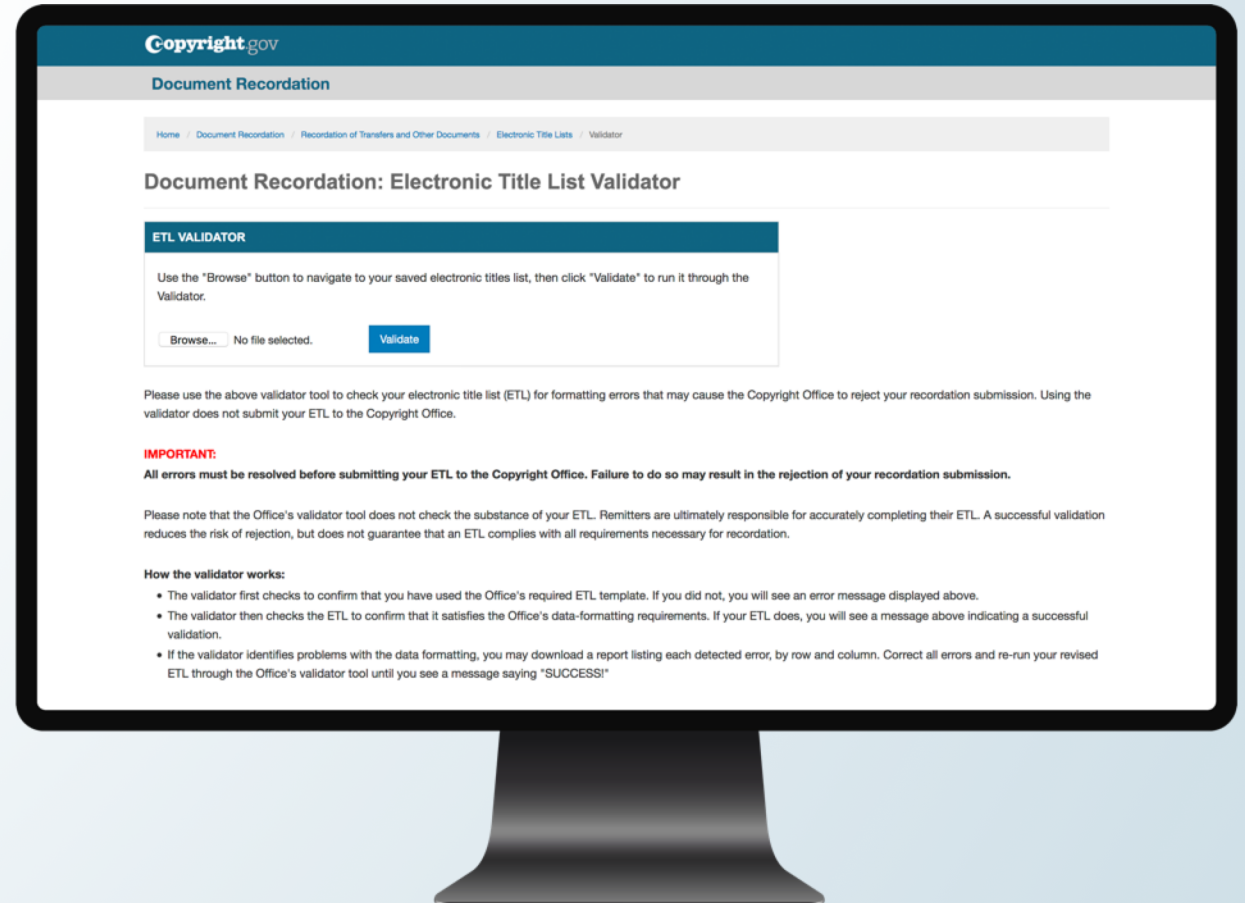 Copyright.gov
Document Recordation
Home / Document Recordation / Recordation of Transfers and Other Documents / Electronic Title Lists / Validator
Document Recordation: Electronic Title List Validator
ETL VALIDATOR
Use the "Browse" button to navigate to your saved electronic titles list, then click "Validate" to run it through the
Validator.
Browse... No file selected. Validate
Please use the above validator tool to check your electronic title list (ETL) for formatting errors that may cause the Copyright Office to reject your recordation submission. Using the
validator does not submit your ETL to the Copyright Office.
IMPORTANT:
All errors must be resolved before submitting your ETL to the Copyright Office. Failure to do so may result in the rejection of your recordation submission.
Please note that the Office's validator tool does not check the substance of your ETL. Remitters are ultimately responsible for accurately completing their ETL. A successful validation
reduces the risk of rejection, but does not guarantee that an ETL complies with all requirements necessary for recordation.
How the validator works:
• The validator first checks to confirm that you have used the Office's required ETL template. If you did not, you will see an error message displayed above.
• The validator then checks the ETL to confirm that it satisfies the Office's data-formatting requirements. If your ETL does, you will see a message above indicating a successful
validation.
• If the validator identifies problems with the data formatting, you may download a report listing each detected error, by row and column. Correct all errors and re-run your revised
ETL through the Office's validator tool until you see a message saying "SUCCESS!"